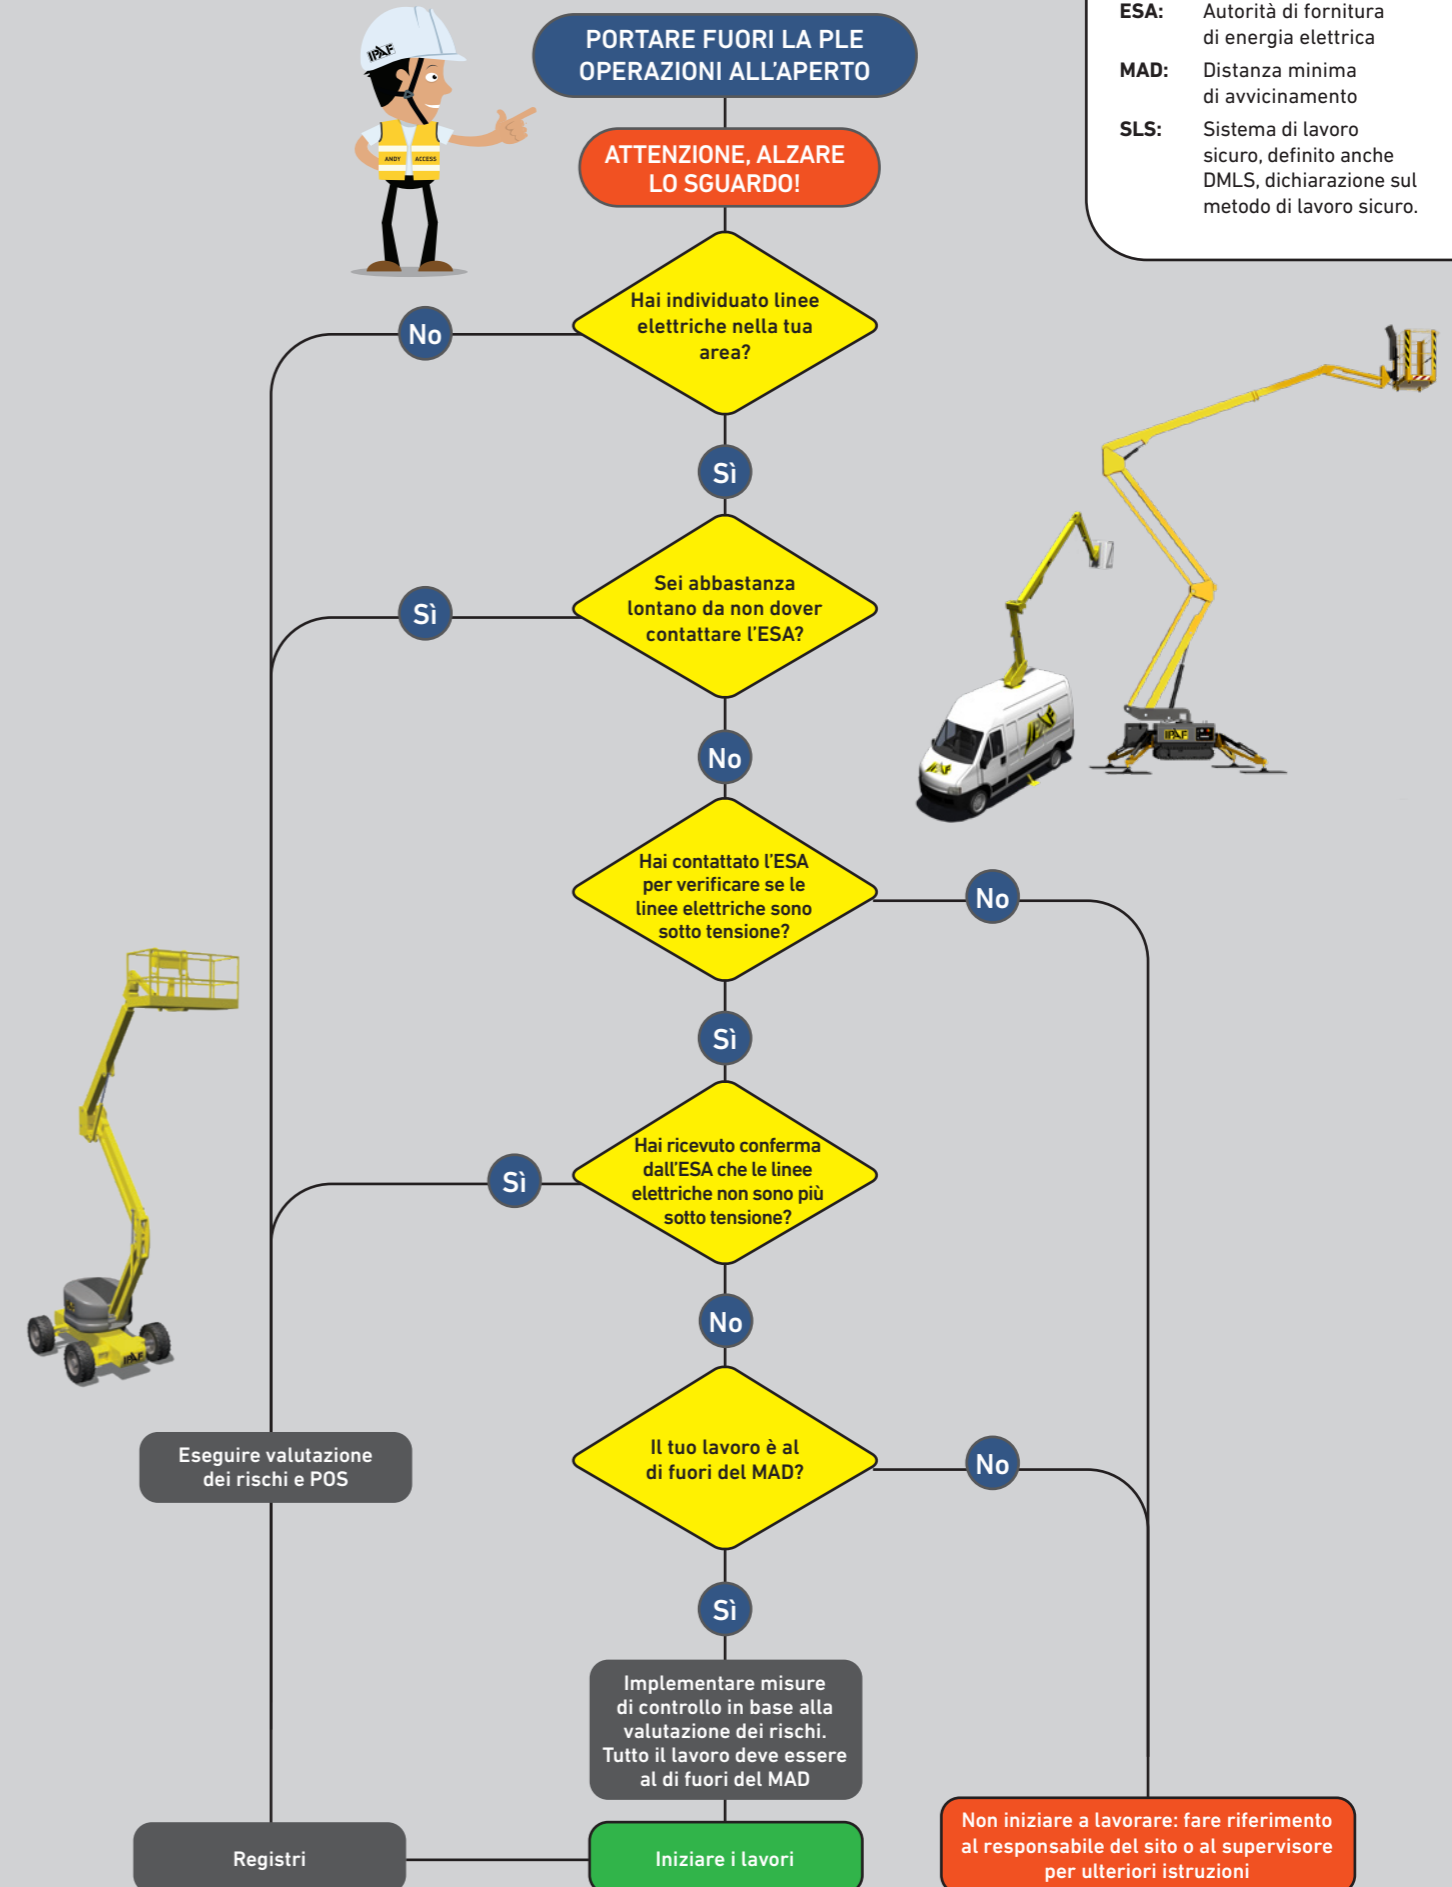 ESA: Autorità di fornitura
di energia elettrica
MAD: Distanza minima
di avvicinamento
SLS: Sistema di lavoro
sicuro, definito anche
DMLS, dichiarazione sul
metodo di lavoro sicuro.
IPAF
ANDY ACCESS
PORTARE FUORI LA PLE
OPERAZIONI ALL'APERTO
ATTENZIONE, ALZARE
LO SGUARDO!
Hai individuato linee
elettriche nella tua
area?
No
Sì
Sei abbastanza
lontano da non dover
contattare l'ESA?
Sì
No
IPAF
IPAF
IPAF
Hai contattato l'ESA
per verificare se le
linee elettriche sono
sotto tensione?
No
Sì
Hai ricevuto conferma
dall'ESA che le linee
elettriche non sono più
sotto tensione?
Sì
No
IPAF
Il tuo lavoro è al
di fuori del MAD?
No
Sì
Eseguire valutazione
dei rischi e POS
Implementare misure
di controllo in base alla
valutazione dei rischi.
Tutto il lavoro deve essere
al di fuori del MAD
Registri
Iniziare i lavori
Non iniziare a lavorare: fare riferimento
al responsabile del sito o al supervisore
per ulteriori istruzioni